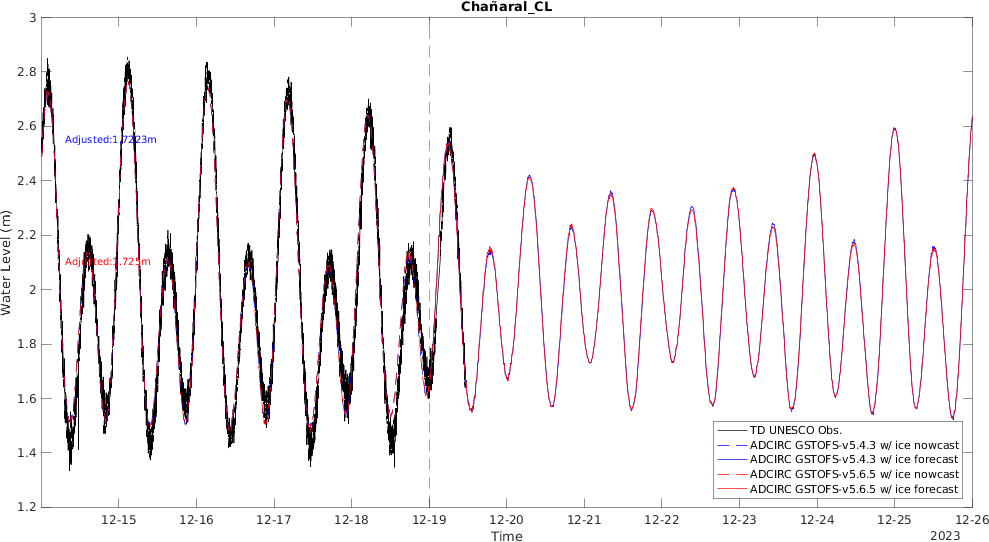 Chañaral_CL
3
2.8
2.6
2.4
2.2
2
1.8
1.6
1.4
1.2
Water Level (m)
Adjusted:1.7223m
Adjusted:1.725m
TD UNESCO Obs.
ADCIRC GSTOFS-v5.4.3 w/ ice nowcast
ADCIRC GSTOFS-v5.4.3 w/ ice forecast
ADCIRC GSTOFS-v5.6.5 w/ ice nowcast
ADCIRC GSTOFS-v5.6.5 w/ ice forecast
12-15 12-16 12-17 12-18 12-19 12-20 12-21 12-22 12-23 12-24 12-25 12-26
Time
2023